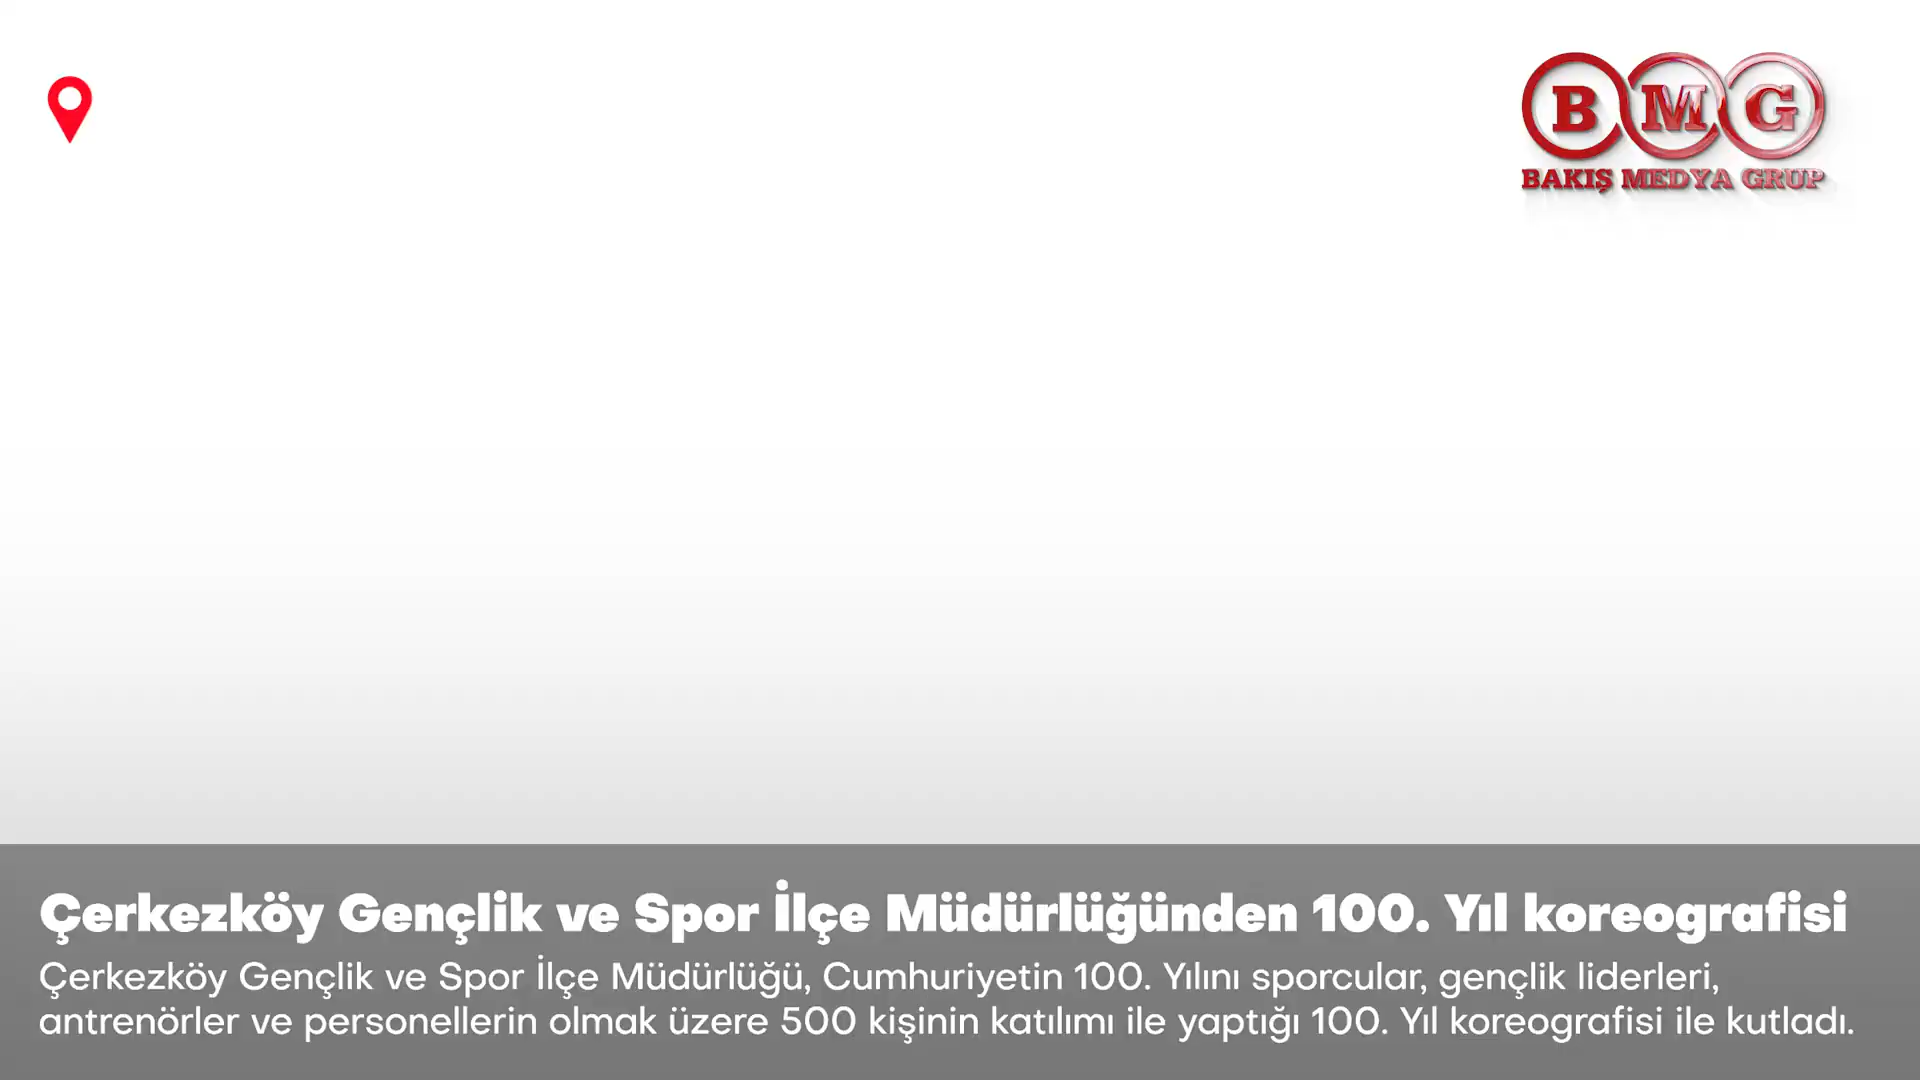 B M G
BAKIŞ MEDYA GRUP
Çerkezköy Gençlik ve Spor İlçe Müdürlüğünden 100. Yıl koreografisi
Çerkezköy Gençlik ve Spor İlçe Müdürlüğü, Cumhuriyetin 100. Yılını sporcular, gençlik liderleri,
antrenörler ve personellerin olmak üzere 500 kişinin katılımı ile yaptığı 100. Yıl koreografisi ile kutladı.